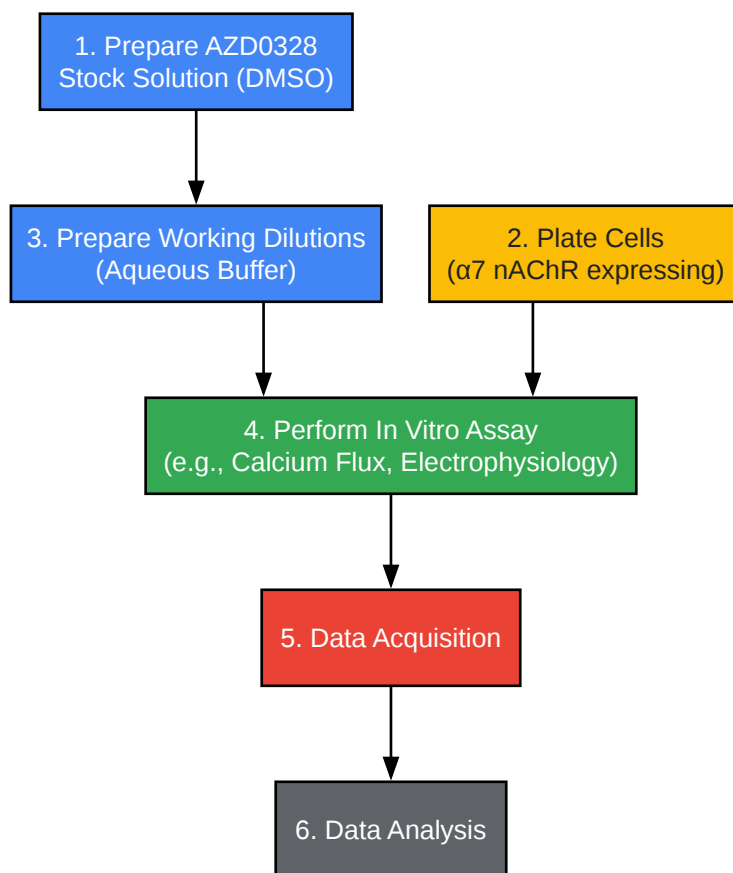 1. Prepare AZD0328
Stock Solution (DMSO)
3. Prepare Working Dilutions
(Aqueous Buffer)
2. Plate Cells
(α7 nAChR expressing)
4. Perform In Vitro Assay
(e.g., Calcium Flux, Electrophysiology)
5. Data Acquisition
6. Data Analysis